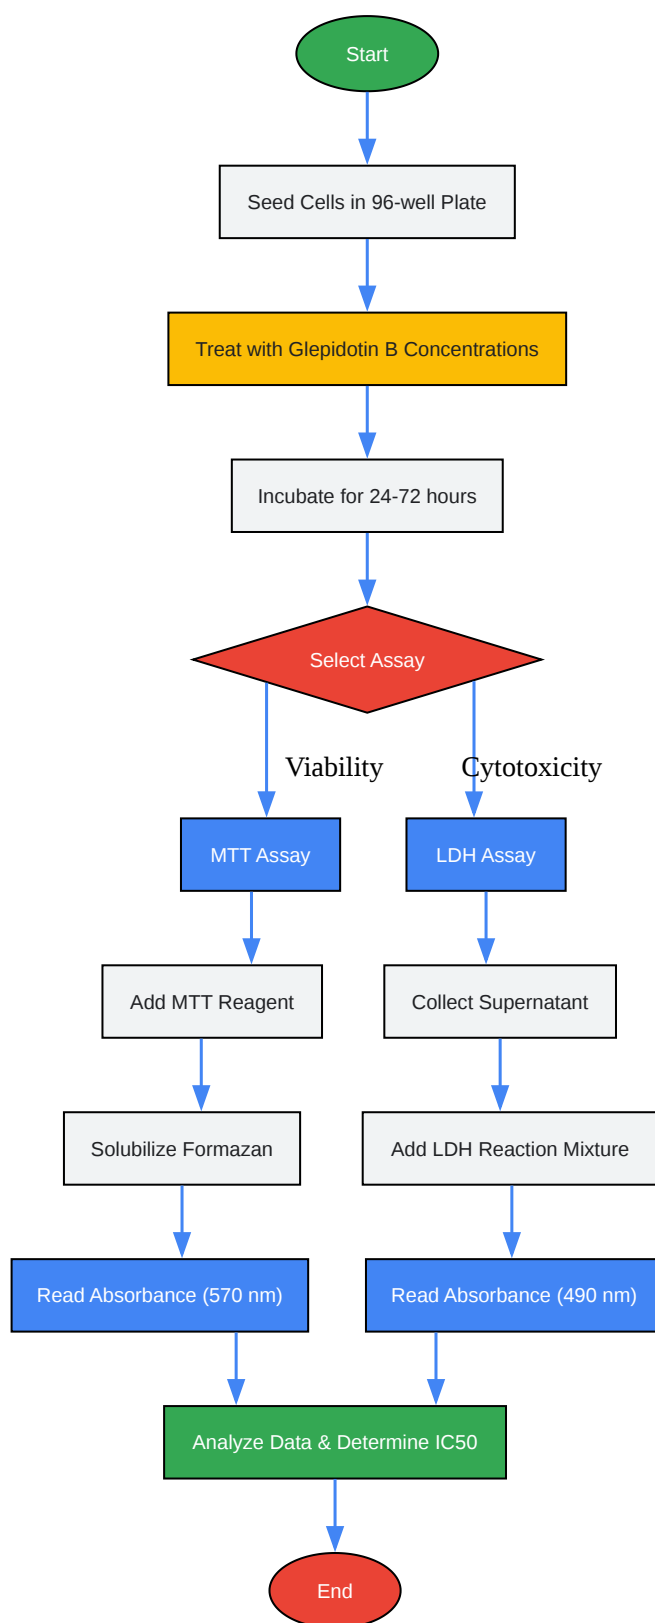 Start
Seed Cells in 96-well Plate
Treat with Glepidotin B Concentrations
Incubate for 24-72 hours
Select Assay
Viability
Cytotoxicity
MTT Assay
LDH Assay
Add MTT Reagent
Collect Supernatant
Solubilize Formazan
Add LDH Reaction Mixture
Read Absorbance (570 nm)
Read Absorbance (490 nm)
Analyze Data & Determine IC50
End